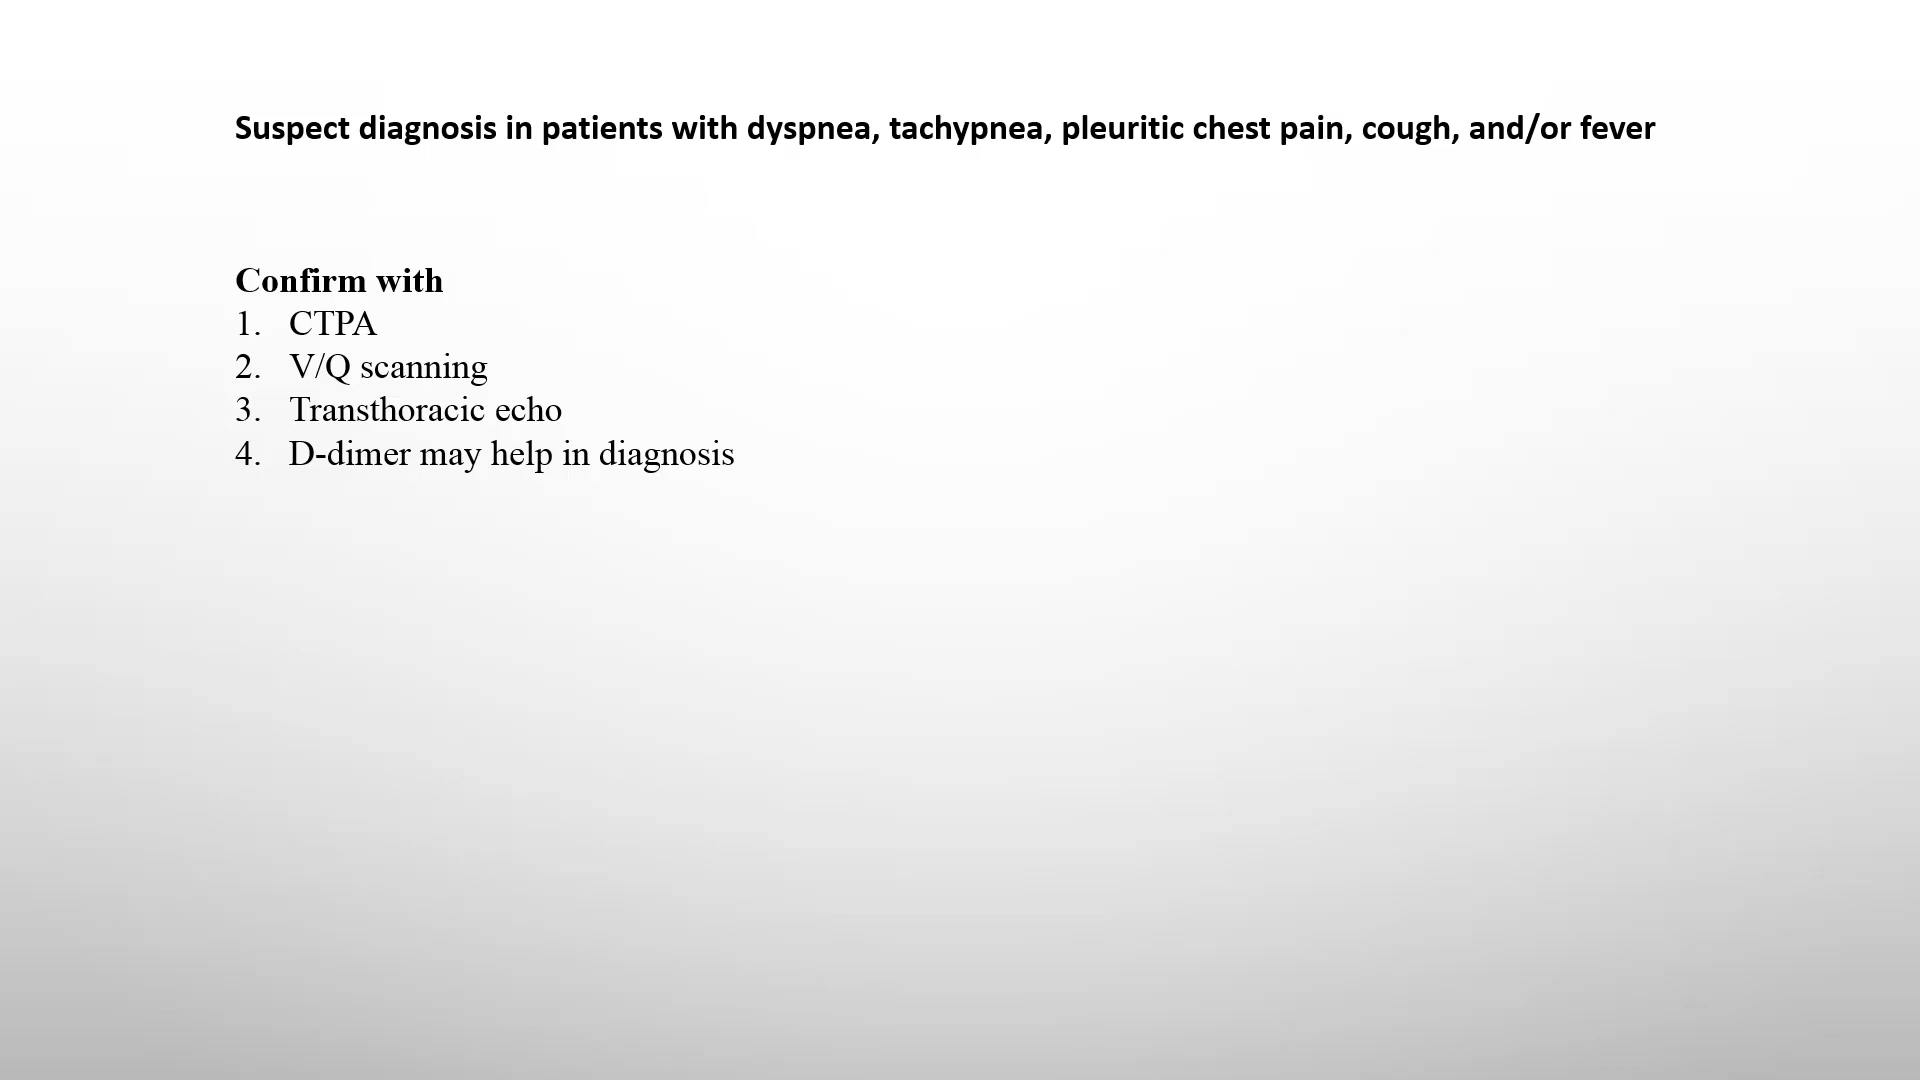 Suspect diagnosis in patients with dyspnea, tachypnea, pleuritic chest pain, cough, and/or fever
Confirm with
1. CTPA
2. V/Q scanning
3. Transthoracic echo
4. D-dimer may help in diagnosis